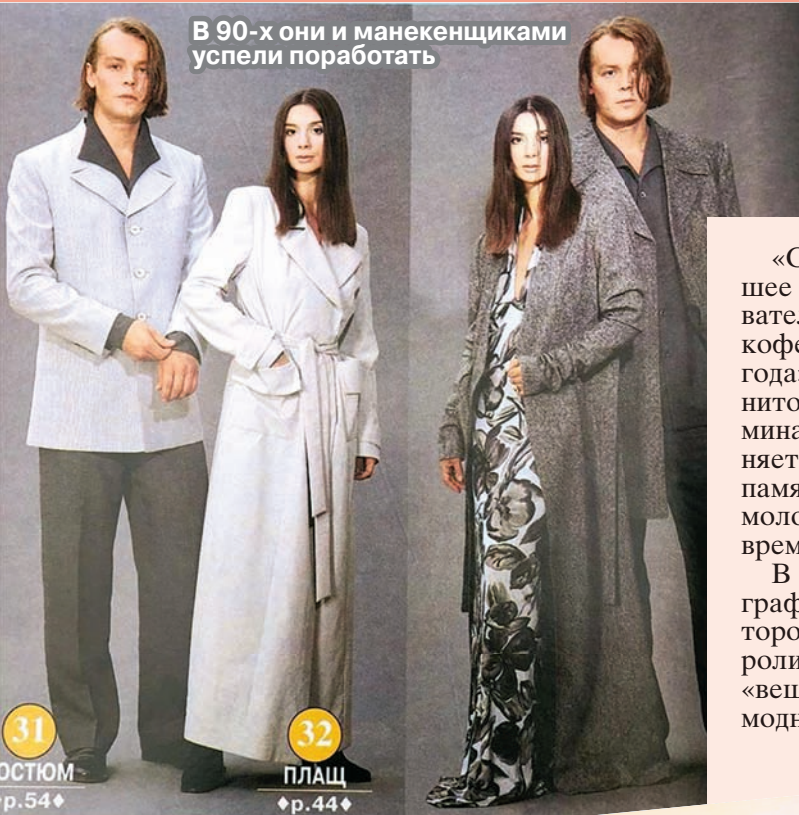 В 90-х они и манекенщиками
успели поработать
31
ОСТЮМ
р.54♦
32
ПЛАЩ
♦р.44♦
«С
шее
вател
кофе
года
нито
мина
няет
памя
моло
врем
В
граф
торо
роли
«вещ
модн